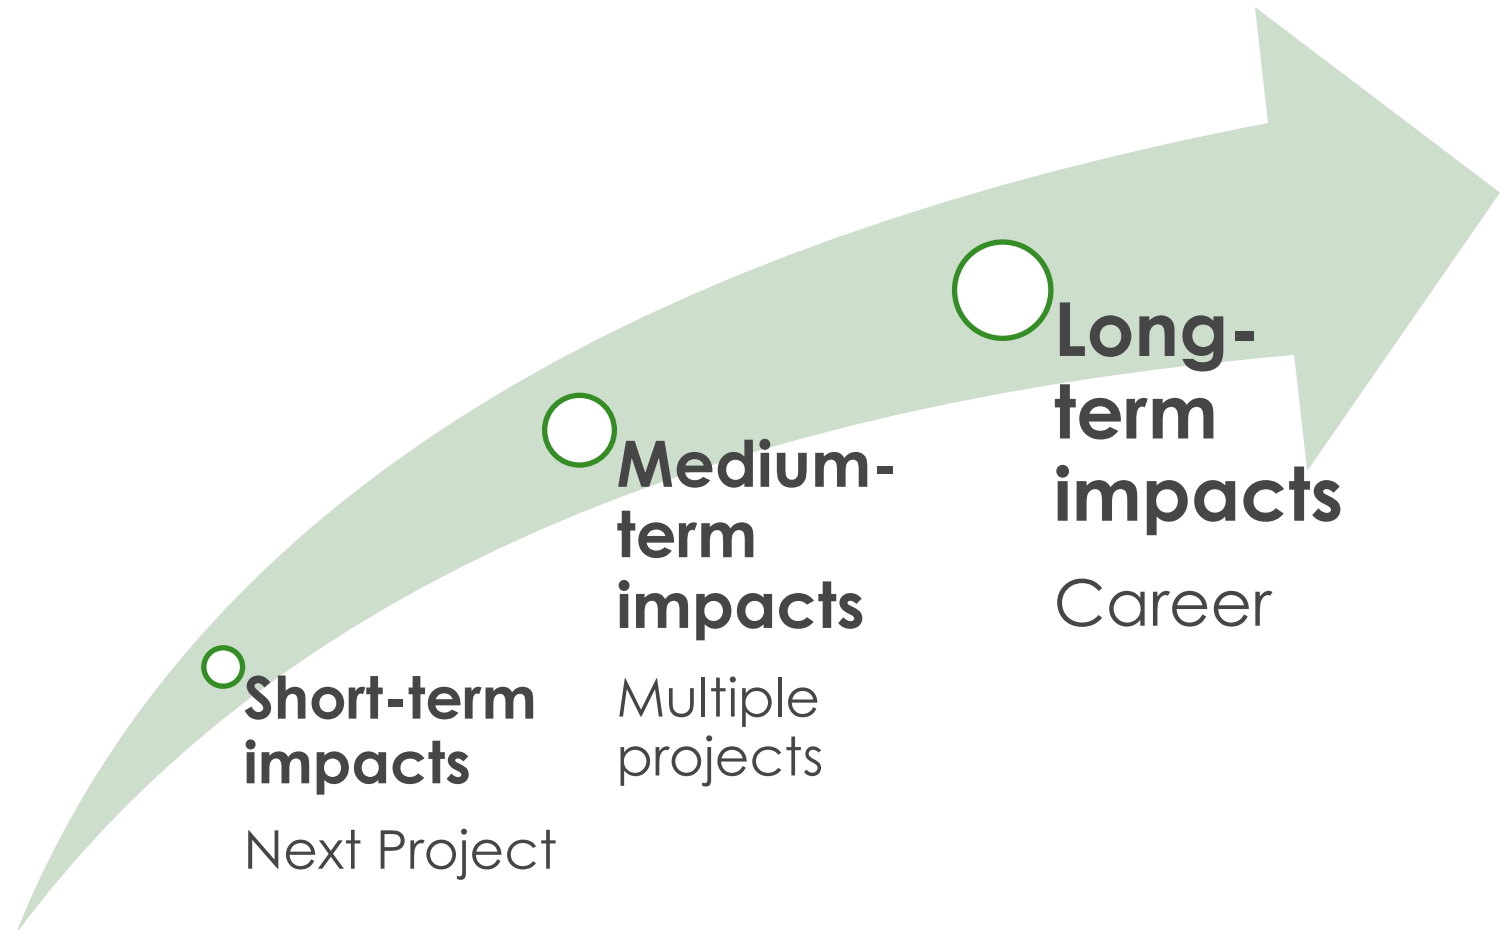 Short-term
impacts
Next Project
Medium-
term
impacts
Multiple
projects
Long-
term
impacts
Career